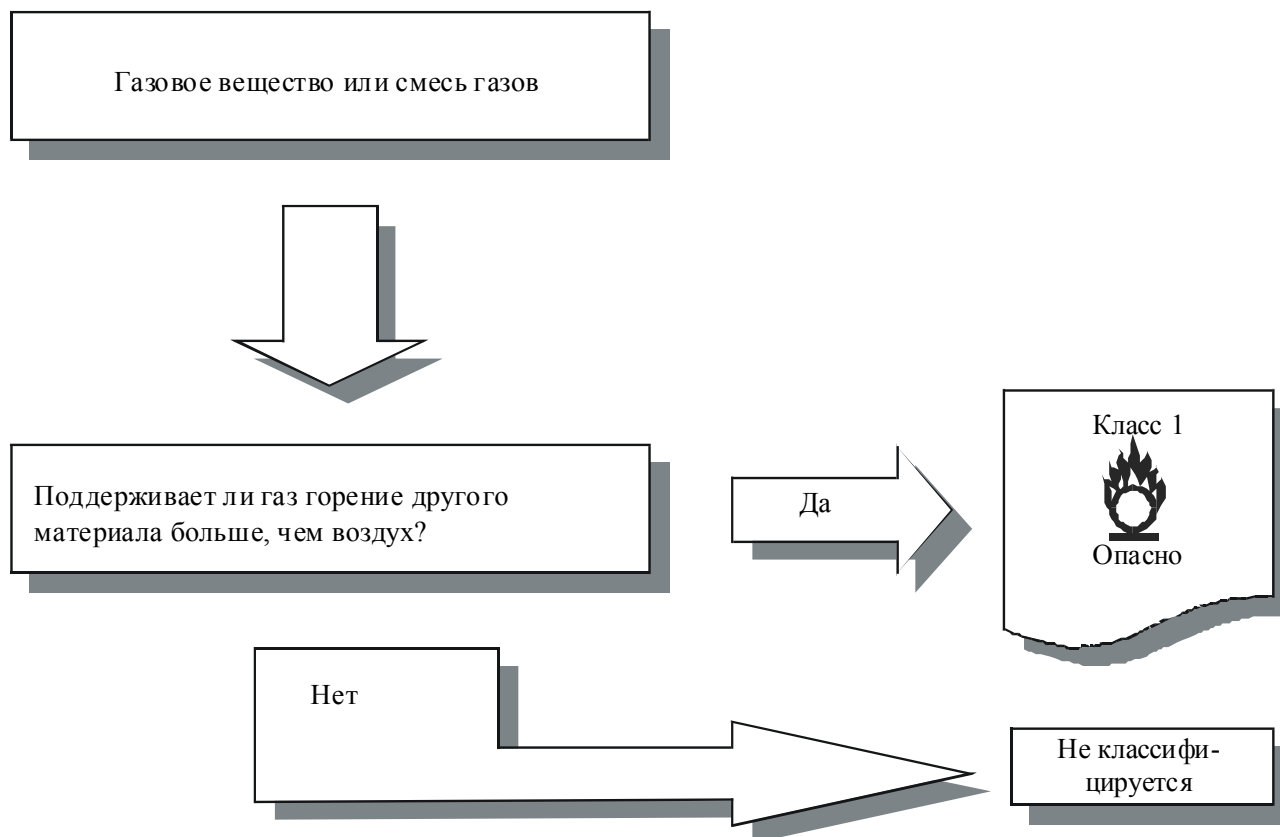 Газовое вещество или смесь газов
Поддерживает ли газ горение другого
материала больше, чем воздух?
Да
Класс 1
Опасно
Нет
Не классифи-
цируется